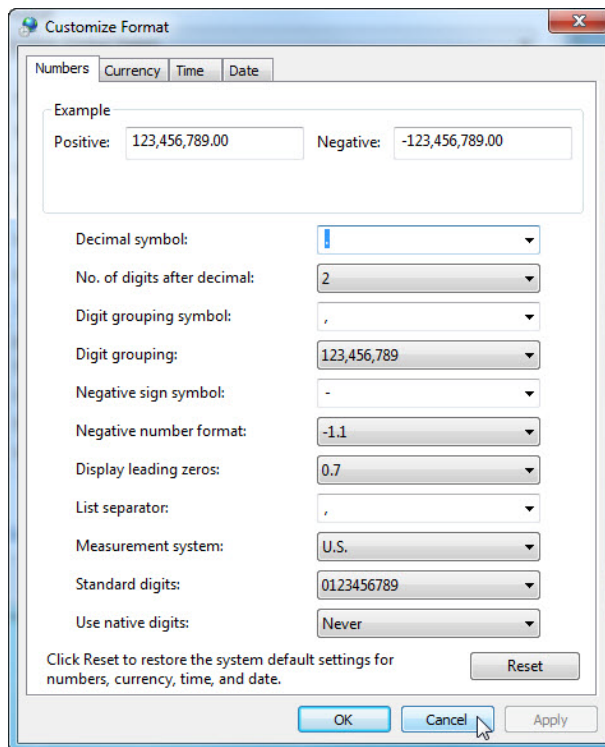 Customize Format
Numbers Currency Time Date
Example
Positive: 123,456,789.00 Negative: -123,456,789.00
Decimal symbol: .
No. of digits after decimal: 2
Digit grouping symbol: ,
Digit grouping: 123,456,789
Negative sign symbol: -
Negative number format: -1.1
Display leading zeros: 0.7
List separator: ,
Measurement system: U.S.
Standard digits: 0123456789
Use native digits: Never
Click Reset to restore the system default settings for
numbers, currency, time, and date.
Reset
OK Cancel Apply